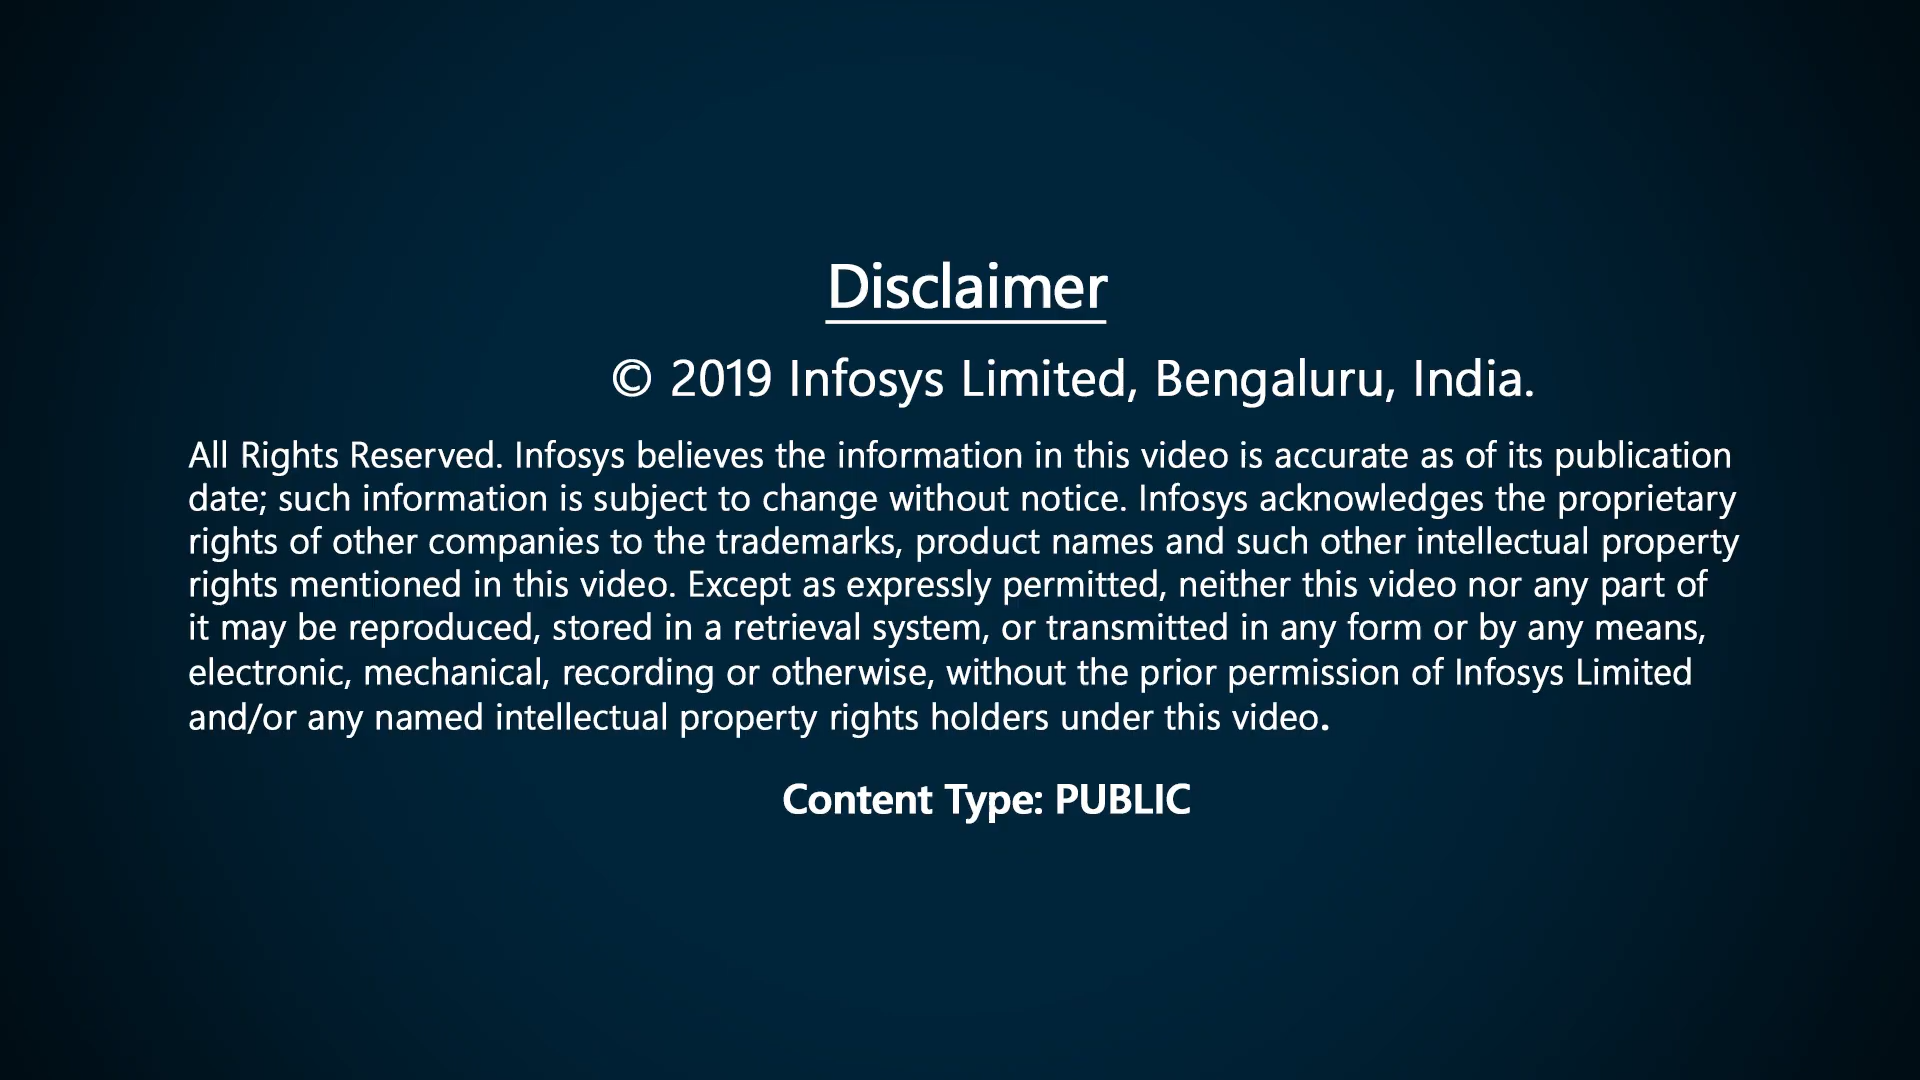 Disclaimer
© 2019 Infosys Limited, Bengaluru, India.
All Rights Reserved. Infosys believes the information in this video is accurate as of its publication
date; such information is subject to change without notice. Infosys acknowledges the proprietary
rights of other companies to the trademarks, product names and such other intellectual property
rights mentioned in this video. Except as expressly permitted, neither this video nor any part of
it may be reproduced, stored in a retrieval system, or transmitted in any form or by any means,
electronic, mechanical, recording or otherwise, without the prior permission of Infosys Limited
and/or any named intellectual property rights holders under this video.
Content Type: PUBLIC